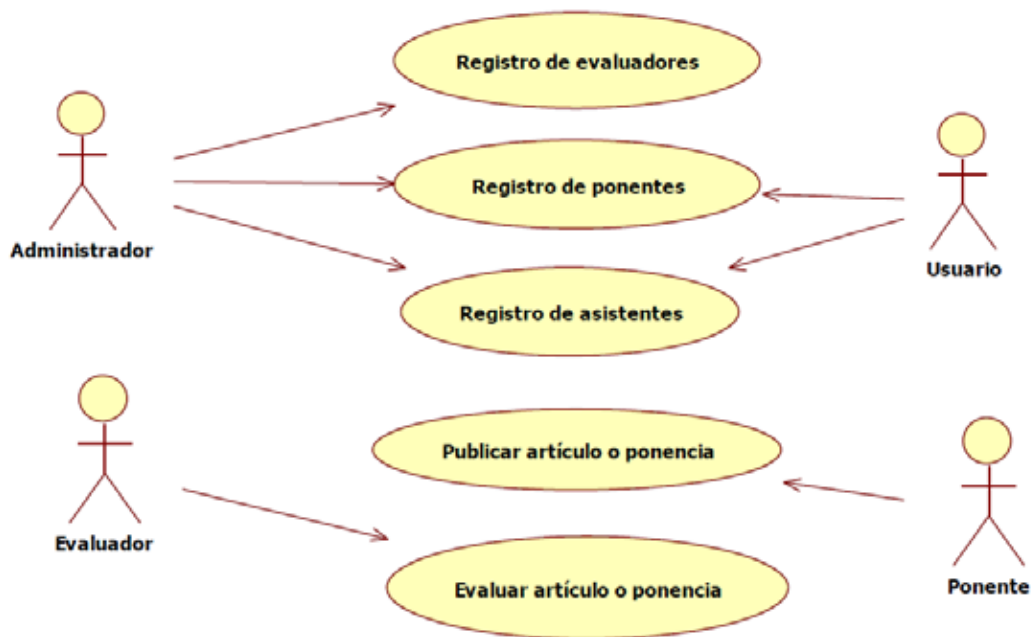 Registro de evaluadores
Registro de ponentes
Administrador
Usuario
Registro de asistentes
Publicar artículo o ponencia
Evaluador
Evaluar artículo o ponencia
Ponente